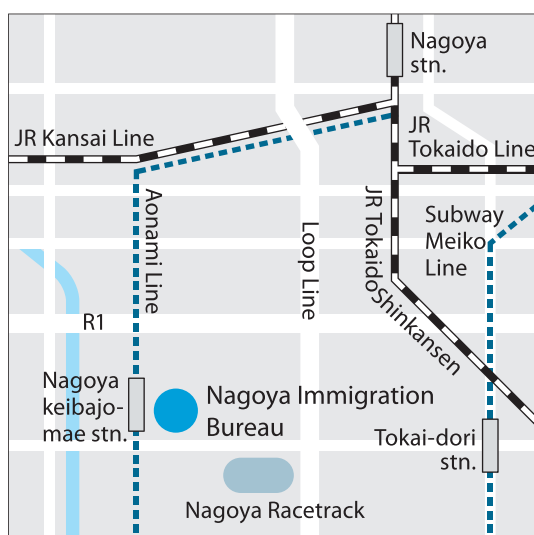 Nagoya
stn.
JR Kansai Line
JR
Tokaido Line
Aonami Line
Loop Line
JR Tokaido
Shinkansen
Subway
Meiko
Line
R1
Nagoya
keibajo-
mae stn.
Nagoya Immigration
Bureau
Tokai-dori
stn.
Nagoya Racetrack